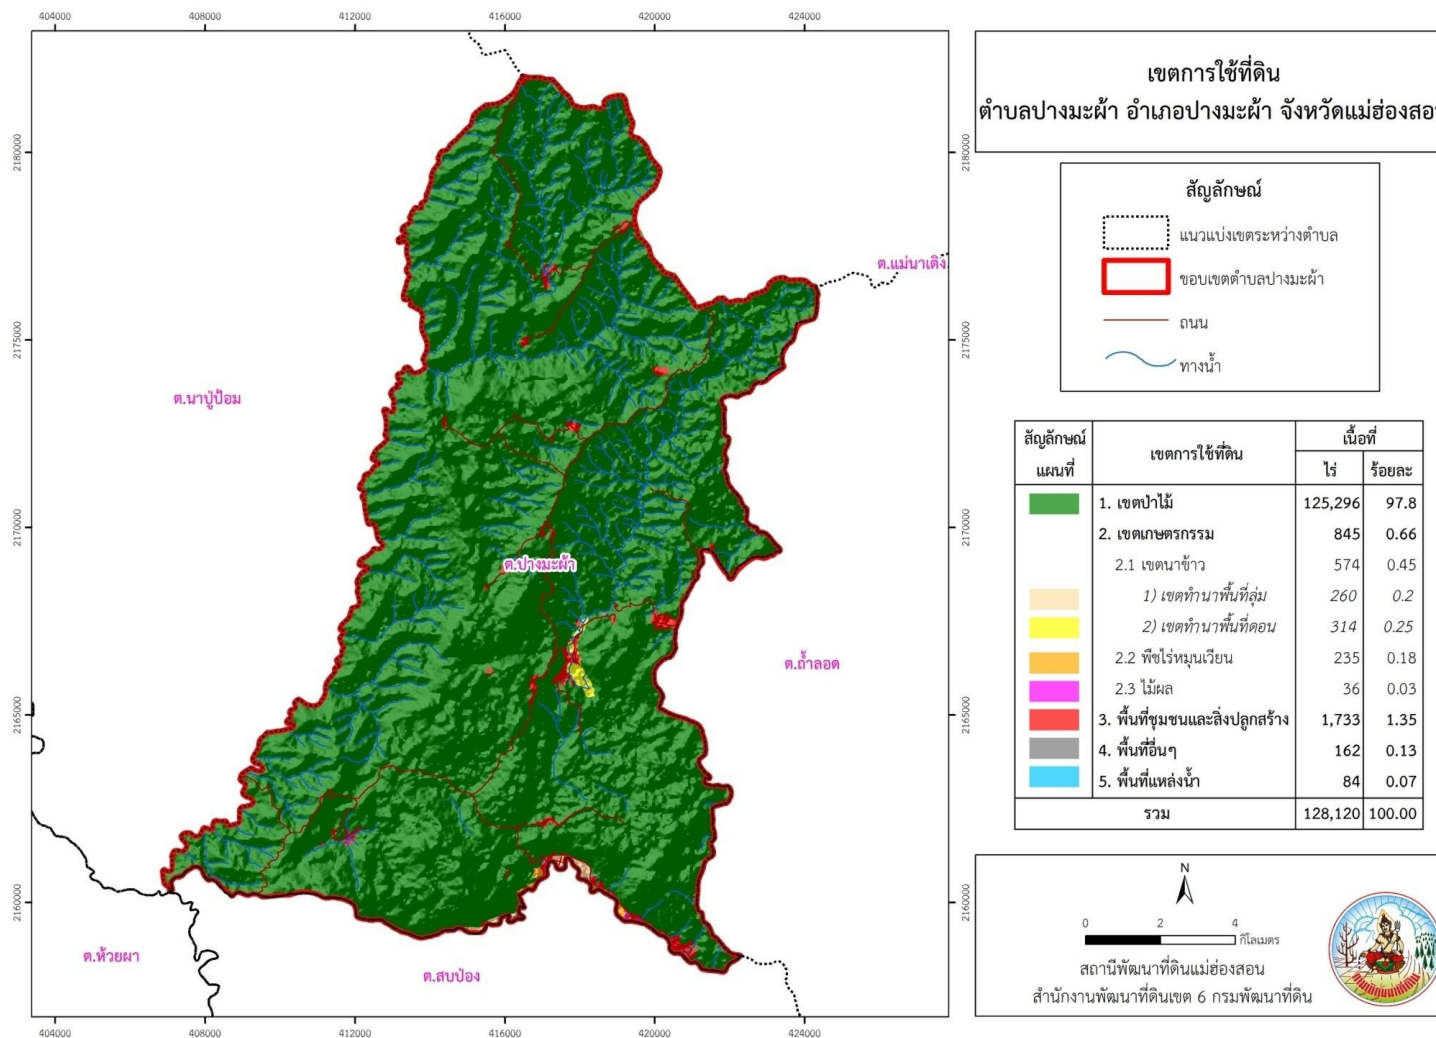 404000 408000 412000 416000 420000 424000
2180000 2180000
2175000 2175000
2170000 2170000
2165000 2165000
2160000 2160000
ต.แม่นาเติง
ต.นาปู่ป้อม
ต.ปางมะผ้า
ต.ถ้ำลอด
ต.ห้วยผา
ต.สบป่อง
404000 408000 412000 416000 420000 424000
เขตการใช้ที่ดิน
ตำบลปางมะผ้า อำเภอปางมะผ้า จังหวัดแม่ฮ่องสอน
สัญลักษณ์
แนวแบ่งเขตระหว่างตำบล
ขอบเขตตำบลปางมะผ้า
ถนน
ทางน้ำ
สัญลักษณ์แผนที่ เขตการใช้ที่ดิน เนื้อที่
ไร่ ร้อยละ
1. เขตป่าไม้ 125,296 97.8
2. เขตเกษตรกรรม 845 0.66
2.1 เขตนาข้าว 574 0.45
1) เขตทำนาพื้นที่ลุ่ม 260 0.2
2) เขตทำนาพื้นที่ดอน 314 0.25
2.2 พืชไร่หมุนเวียน 235 0.18
2.3 ไม้ผล 36 0.03
3. พื้นที่ชุมชนและสิ่งปลูกสร้าง 1,733 1.35
4. พื้นที่อื่นๆ 162 0.13
5. พื้นที่แหล่งน้ำ 84 0.07
รวม 128,120 100.00
N
0 2 4
กิโลเมตร
สถานีพัฒนาที่ดินแม่ฮ่องสอน
สำนักงานพัฒนาที่ดินเขต 6 กรมพัฒนาที่ดิน